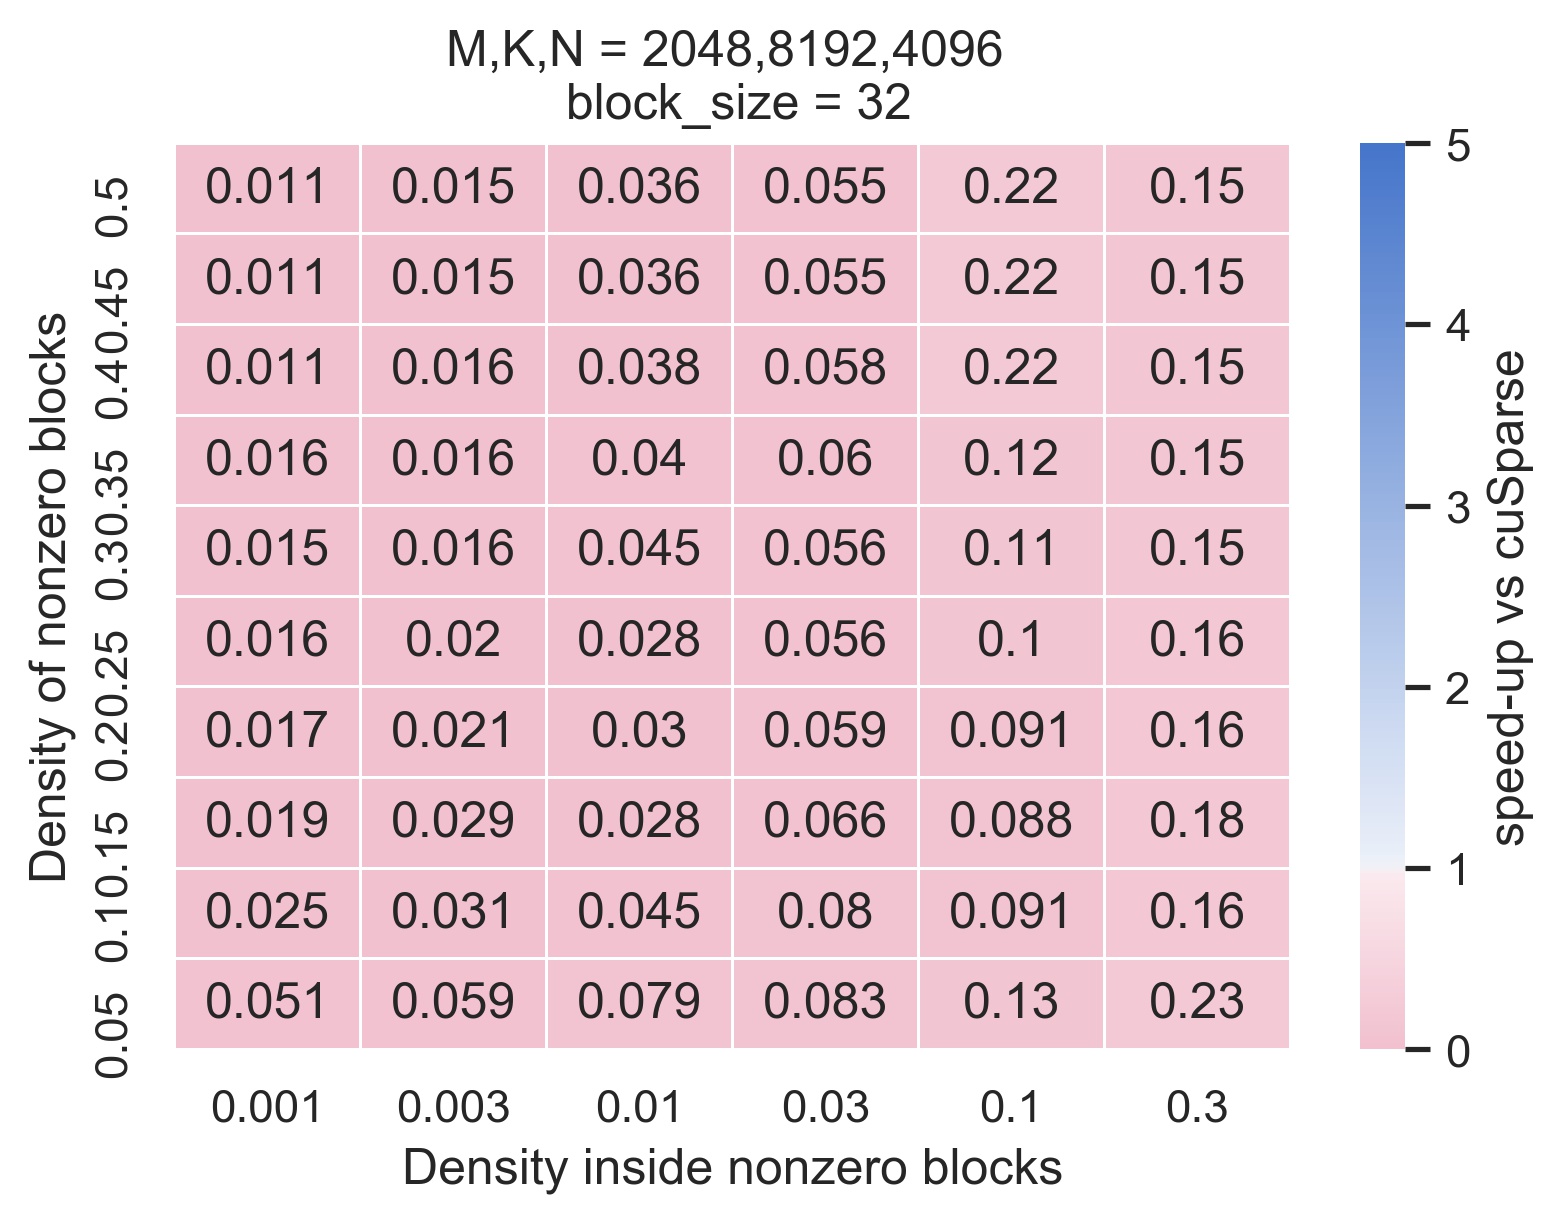 M,K,N = 2048,8192,4096
block_size = 32
Density of nonzero blocks
0.5 0.011 0.015 0.036 0.055 0.22 0.15
0.45 0.011 0.015 0.036 0.055 0.22 0.15
0.4 0.011 0.016 0.038 0.058 0.22 0.15
0.35 0.016 0.016 0.04 0.06 0.12 0.15
0.3 0.015 0.016 0.045 0.056 0.11 0.15
0.25 0.016 0.02 0.028 0.056 0.1 0.16
0.2 0.017 0.021 0.03 0.059 0.091 0.16
0.15 0.019 0.029 0.028 0.066 0.088 0.18
0.1 0.025 0.031 0.045 0.08 0.091 0.16
0.05 0.051 0.059 0.079 0.083 0.13 0.23
0.001 0.003 0.01 0.03 0.1 0.3
Density inside nonzero blocks
5
4
3
2
1
0
speed-up vs cuSparse